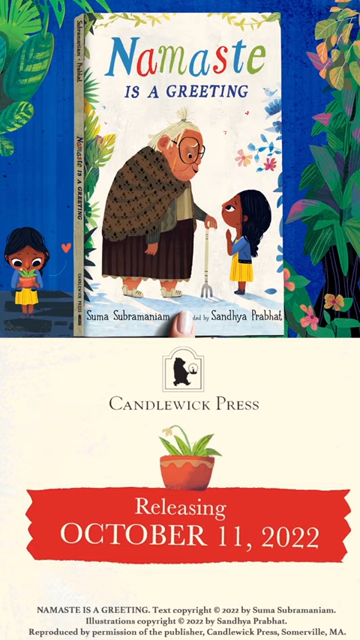 Subramaniam • Prabhat
Namaste IS A GREETING
CANDLEWICK PRESS
Namaste
IS A GREETING
Suma Subramaniam
ted by Sandhya Prabhat
CANDLEWICK PRESS
Releasing
OCTOBER 11, 2022
NAMASTE IS A GREETING. Text copyright © 2022 by Suma Subramaniam.
Illustrations copyright © 2022 by Sandhya Prabhat.
Reproduced by permission of the publisher, Candlewick Press, Somerville, MA.